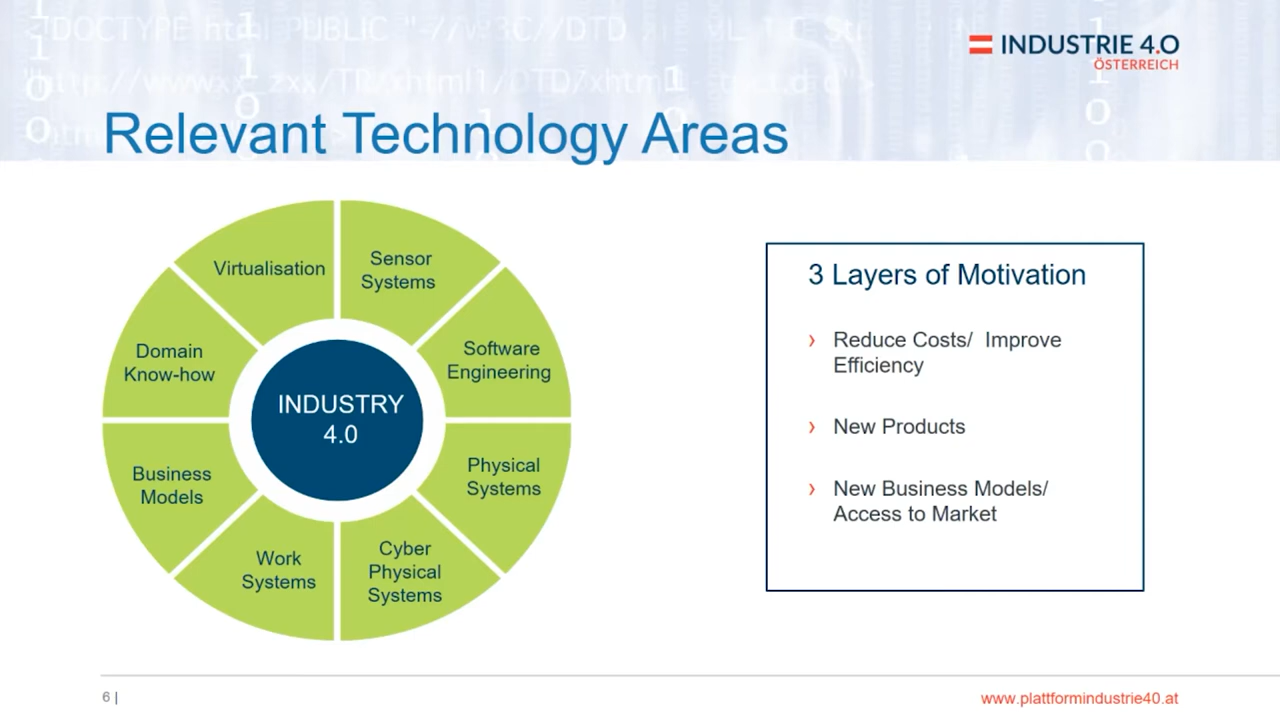 INDUSTRIE 4.0
ÖSTERREICH
Relevant Technology Areas
Virtualisation
Sensor
Systems
Software
Engineering
Physical
Systems
Cyber
Physical
Systems
Work
Systems
Business
Models
Domain
Know-how
INDUSTRY
4.0
3 Layers of Motivation
› Reduce Costs/ Improve
Efficiency
› New Products
› New Business Models/
Access to Market
6 |
www.plattformindustrie40.at